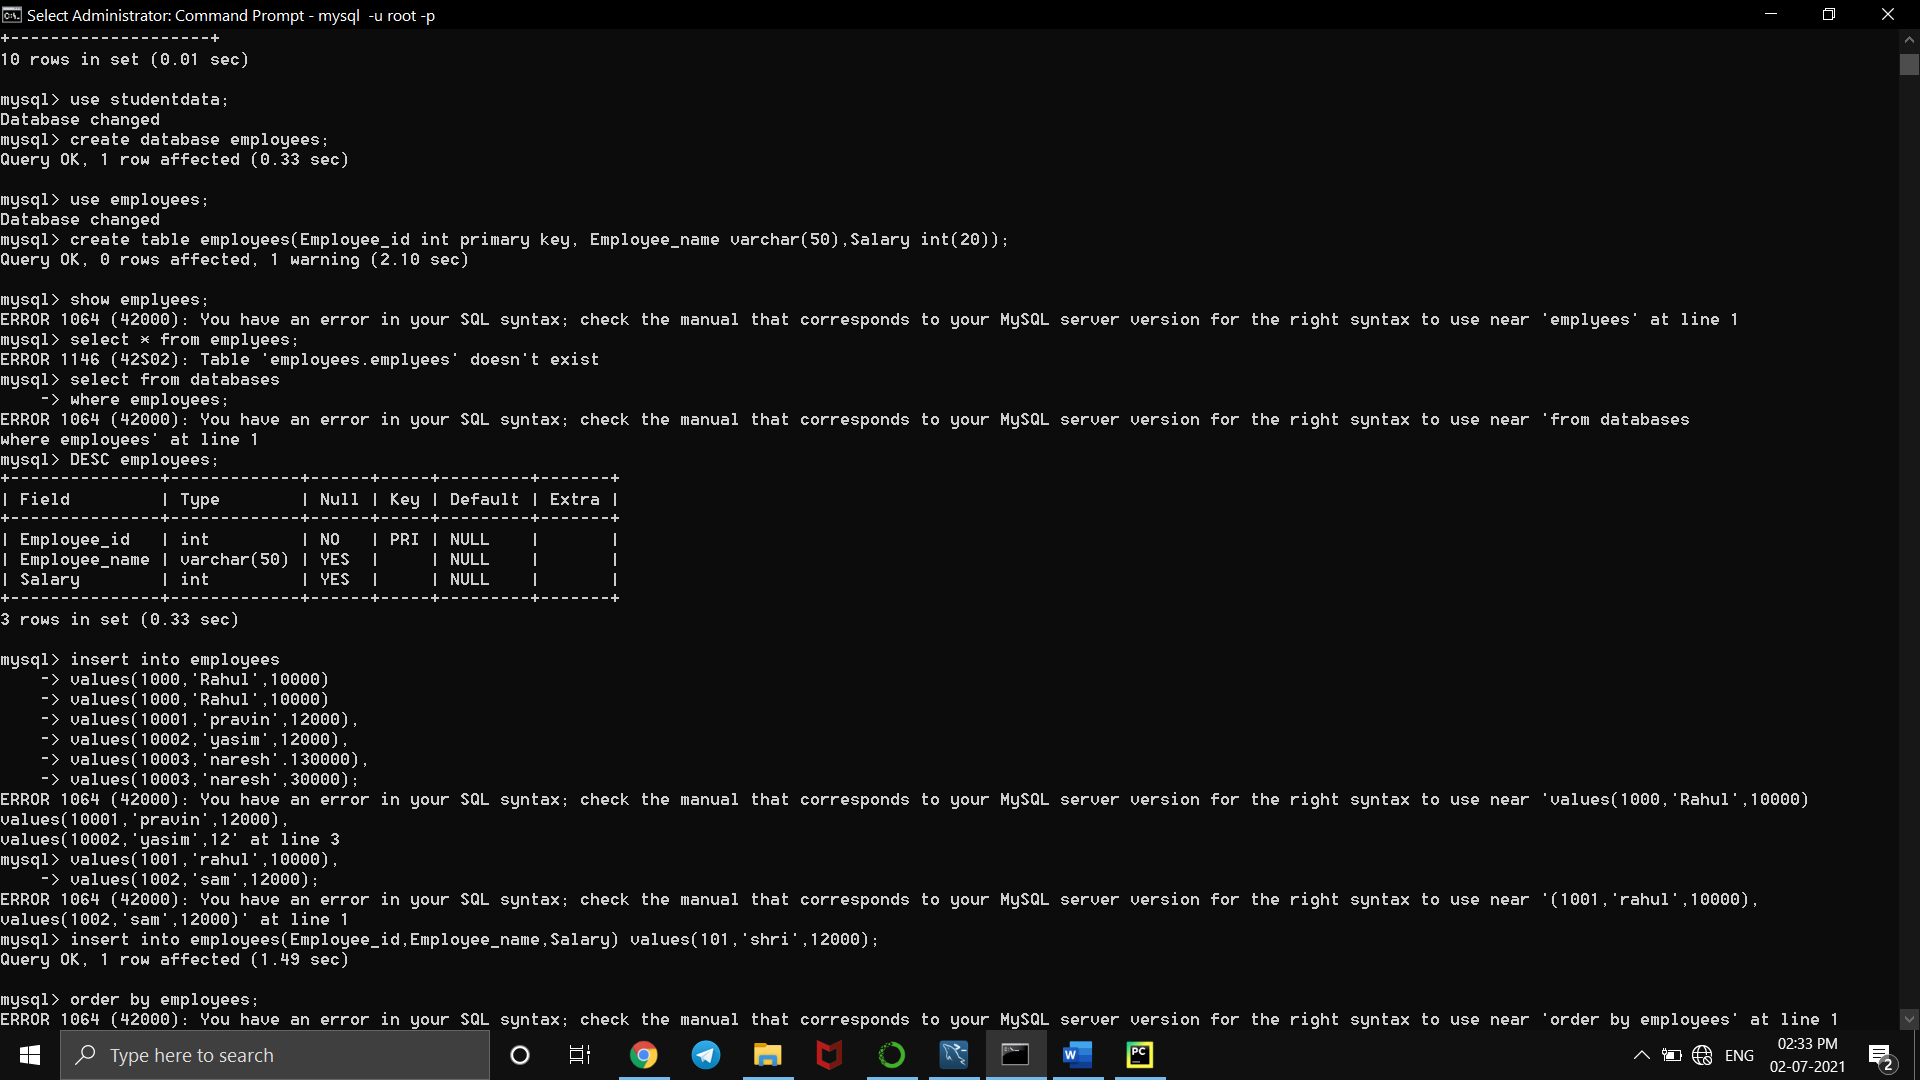 Select Administrator: Command Prompt - mysql  -u root -p
+--------------------+
10 rows in set (0.01 sec)
mysql> use studentdata;
Database changed
mysql> create database employees;
Query OK, 1 row affected (0.33 sec)
mysql> use employees;
Database changed
mysql> create table employees(Employee_id int primary key, Employee_name varchar(50),Salary int(20));
Query OK, 0 rows affected, 1 warning (2.10 sec)
mysql> show emplyees;
ERROR 1064 (42000): You have an error in your SQL syntax; check the manual that corresponds to your MySQL server version for the right syntax to use near 'emplyees' at line 1
mysql> select * from emplyees;
ERROR 1146 (42S02): Table 'employees.emplyees' doesn't exist
mysql> select from databases
    -> where employees;
ERROR 1064 (42000): You have an error in your SQL syntax; check the manual that corresponds to your MySQL server version for the right syntax to use near 'from databases
where employees' at line 1
mysql> DESC employees;
+---------------+-------------+------+-----+---------+-------+
| Field         | Type        | Null | Key | Default | Extra |
+---------------+-------------+------+-----+---------+-------+
| Employee_id   | int         | NO   | PRI | NULL    |       |
| Employee_name | varchar(50) | YES  |     | NULL    |       |
| Salary        | int         | YES  |     | NULL    |       |
+---------------+-------------+------+-----+---------+-------+
3 rows in set (0.33 sec)
mysql> insert into employees
    -> values(1000,'Rahul',10000)
    -> values(1000,'Rahul',10000)
    -> values(10001,'pravin',12000),
    -> values(10002,'yasim',12000),
    -> values(10003,'naresh'.130000),
    -> values(10003,'naresh',30000);
ERROR 1064 (42000): You have an error in your SQL syntax; check the manual that corresponds to your MySQL server version for the right syntax to use near 'values(1000,'Rahul',10000)
values(10001,'pravin',12000),
values(10002,'yasim',12' at line 3
mysql> values(1001,'rahul',10000),
    -> values(1002,'sam',12000);
ERROR 1064 (42000): You have an error in your SQL syntax; check the manual that corresponds to your MySQL server version for the right syntax to use near '(1001,'rahul',10000),
values(1002,'sam',12000)' at line 1
mysql> insert into employees(Employee_id,Employee_name,Salary) values(101,'shri',12000);
Query OK, 1 row affected (1.49 sec)
mysql> order by employees;
ERROR 1064 (42000): You have an error in your SQL syntax; check the manual that corresponds to your MySQL server version for the right syntax to use near 'order by employees' at line 1
Type here to search
W
PC
ENG
02:33 PM
02-07-2021
2